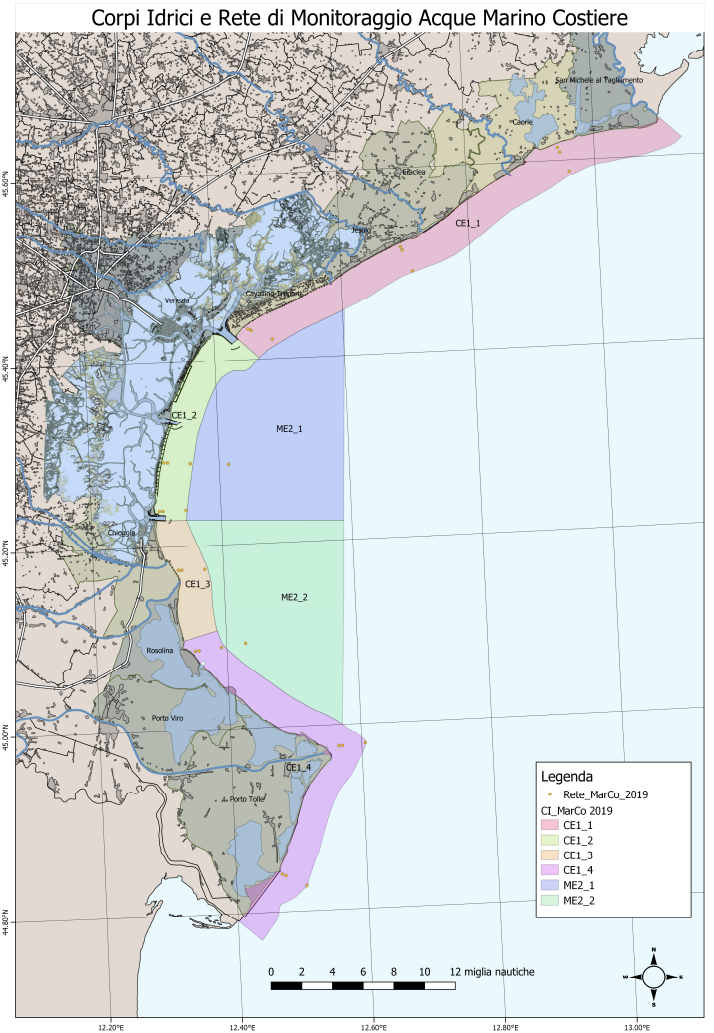 Corpi Idrici e Rete di Monitoraggio Acque Marino Costiere
San Michele al Tagliamento
Caorle
Eraclea
CE1_1
Jesolo
Cavallino-Treporti
Venezia
CE1_2
ME2_1
Chioggia
CE1_3
ME2_2
Rosolina
Porto Viro
CE1_4
Porto Tolle
45.60°N
45.40°N
45.20°N
45.00°N
44.80°N
Legenda
Rete_MarCo_2019
CI_MarCo 2019
CE1_1
CE1_2
CE1_3
CE1_4
ME2_1
ME2_2
0 2 4 6 8 10 12 miglia nautiche
N
W E
S
12.20°E 12.40°E 12.60°E 12.80°E 13.00°E